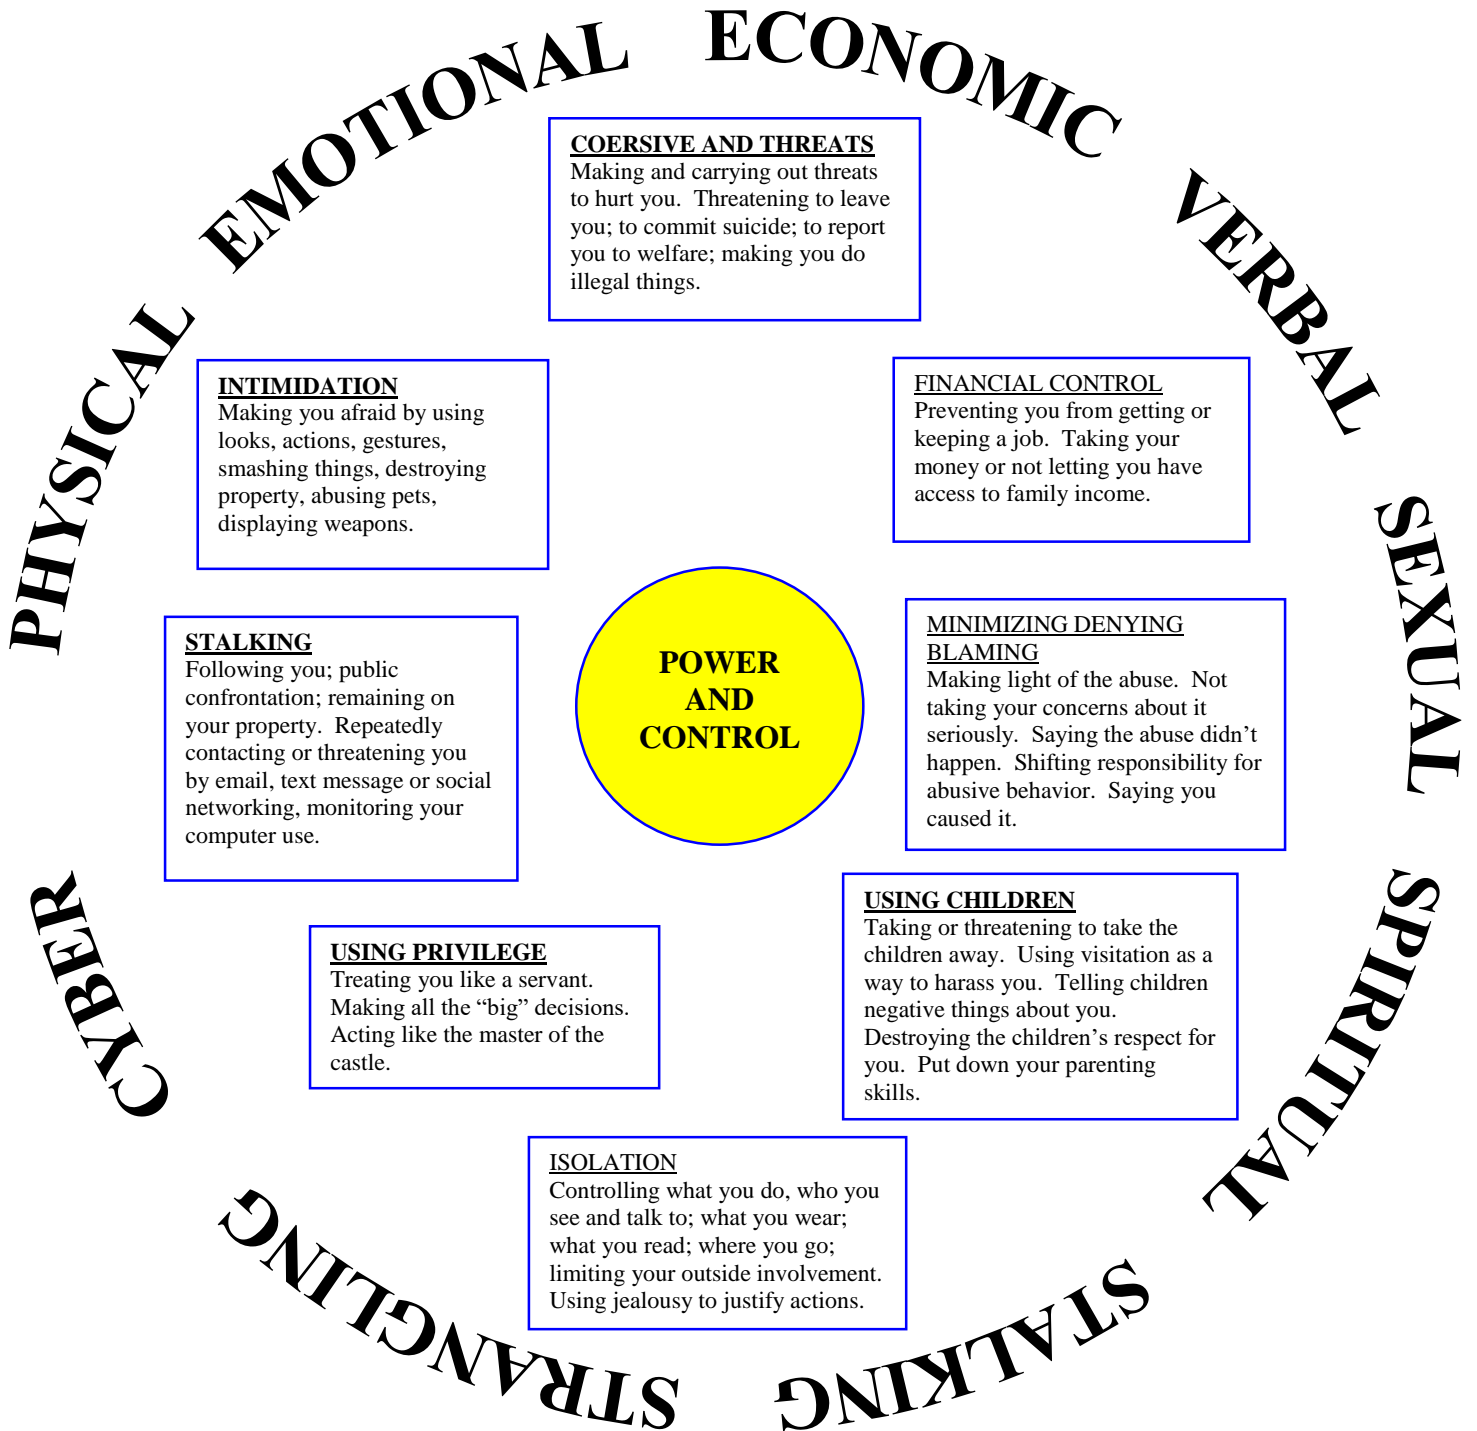 PHYSICAL EMOTIONAL ECONOMIC VERBAL SEXUAL SPIRITUAL STALKING STRANGLING CYBER
COERSIVE AND THREATS
Making and carrying out threats
to hurt you.  Threatening to leave
you; to commit suicide; to report
you to welfare; making you do
illegal things.
INTIMIDATION
Making you afraid by using
looks, actions, gestures,
smashing things, destroying
property, abusing pets,
displaying weapons.
FINANCIAL CONTROL
Preventing you from getting or
keeping a job.  Taking your
money or not letting you have
access to family income.
STALKING
Following you; public
confrontation; remaining on
your property.  Repeatedly
contacting or threatening you
by email, text message or social
networking, monitoring your
computer use.
POWER
AND
CONTROL
MINIMIZING DENYING
BLAMING
Making light of the abuse.  Not
taking your concerns about it
seriously.  Saying the abuse didn’t
happen.  Shifting responsibility for
abusive behavior.  Saying you
caused it.
USING PRIVILEGE
Treating you like a servant.
Making all the “big” decisions.
Acting like the master of the
castle.
USING CHILDREN
Taking or threatening to take the
children away.  Using visitation as a
way to harass you.  Telling children
negative things about you.
Destroying the children’s respect for
you.  Put down your parenting
skills.
ISOLATION
Controlling what you do, who you
see and talk to; what you wear;
what you read; where you go;
limiting your outside involvement.
Using jealousy to justify actions.